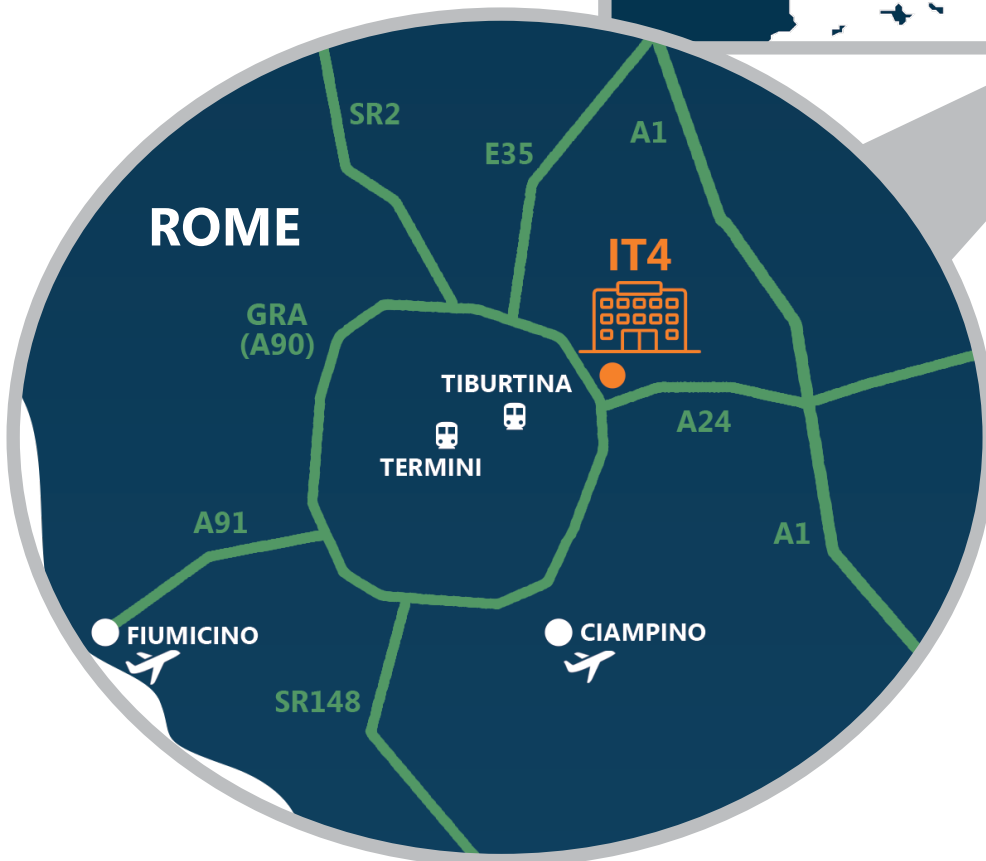 SR2
E35
A1
ROME
IT4
GRA
(A90)
TIBURTINA
A24
TERMINI
A91
A1
FIUMICINO
CIAMPINO
SR148